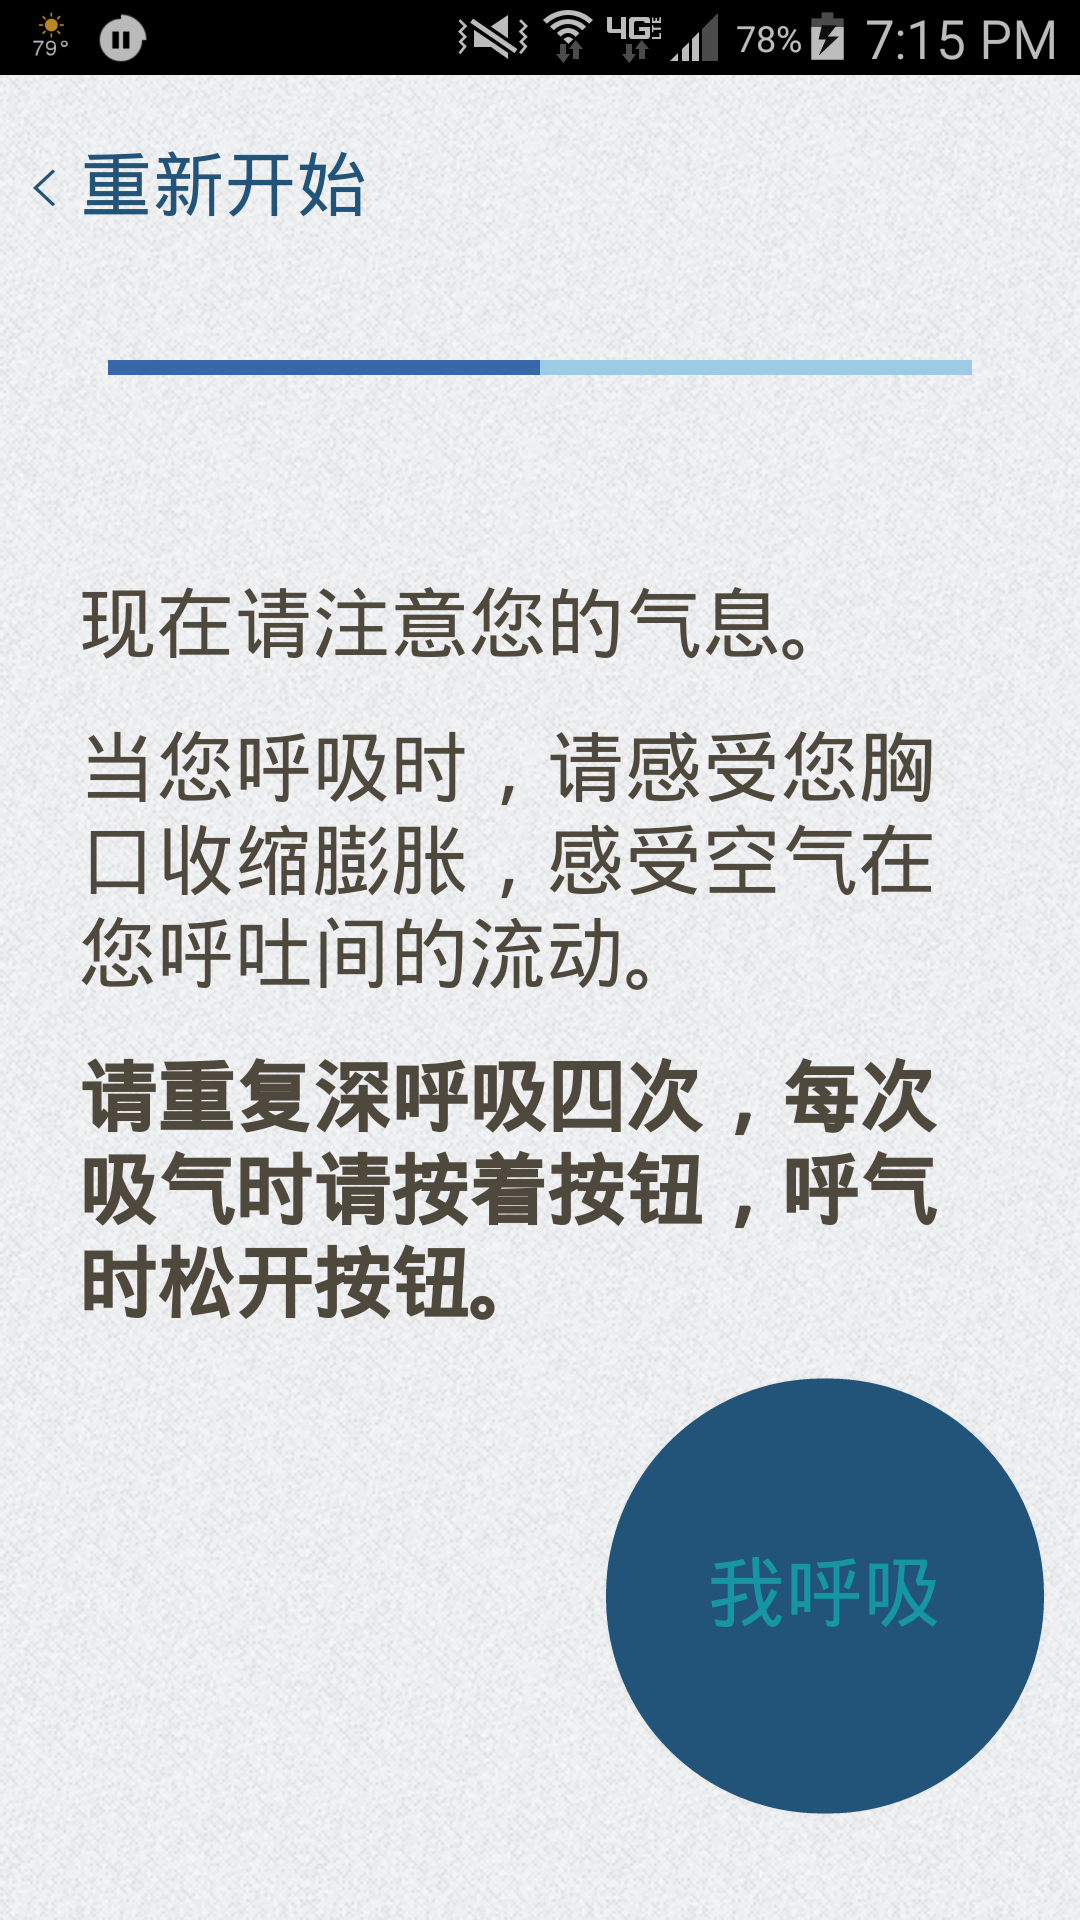 79°
4G LTE
78%
7:15 PM
重新开始
现在请注意您的气息。
当您呼吸时，请感受您胸
口收缩膨胀，感受空气在
您呼吐间的流动。
请重复深呼吸四次，每次
吸气时请按着按钮，呼气
时松开按钮。
我呼吸